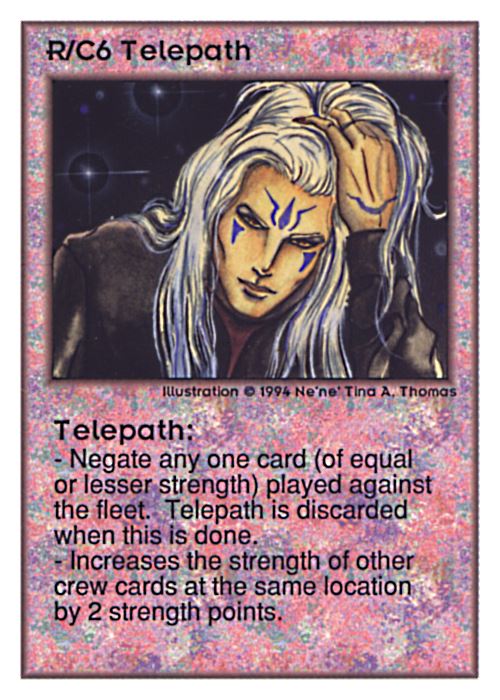 R/C6 Telepath
Illustration © 1994 Ne'ne' Tina A. Thomas
Telepath:
- Negate any one card (of equal
or lesser strength) played against
the fleet. Telepath is discarded
when this is done.
- Increases the strength of other
crew cards at the same location
by 2 strength points.